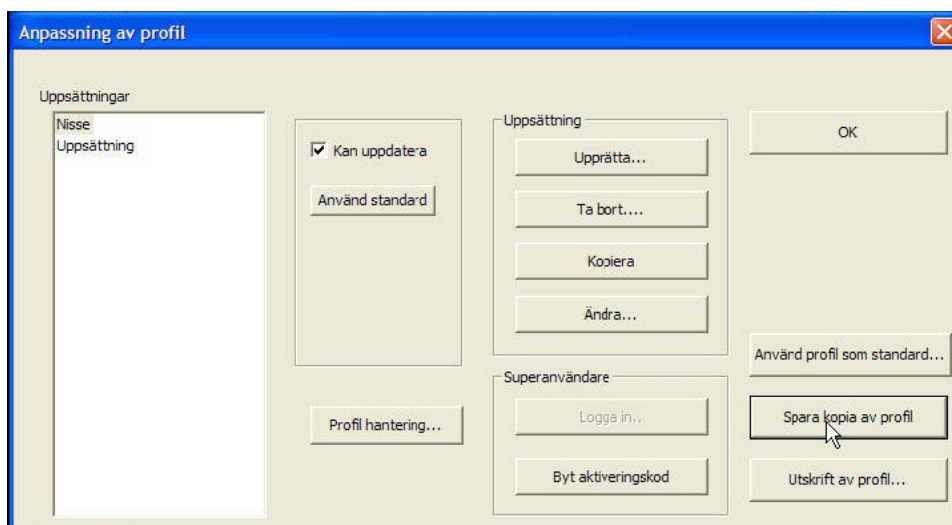 Anpassning av profil
Uppsättningar
Nisse
Uppsättning
Kan uppdatera
Använd standard
Profil hantering...
Uppsättning
Upprätta...
Ta bort....
Kopiera
Ändra...
Superanvändare
Logga in..
Byt aktiveringskod
OK
Använd profil som standard...
Spara kopia av profil
Utskrift av profil...